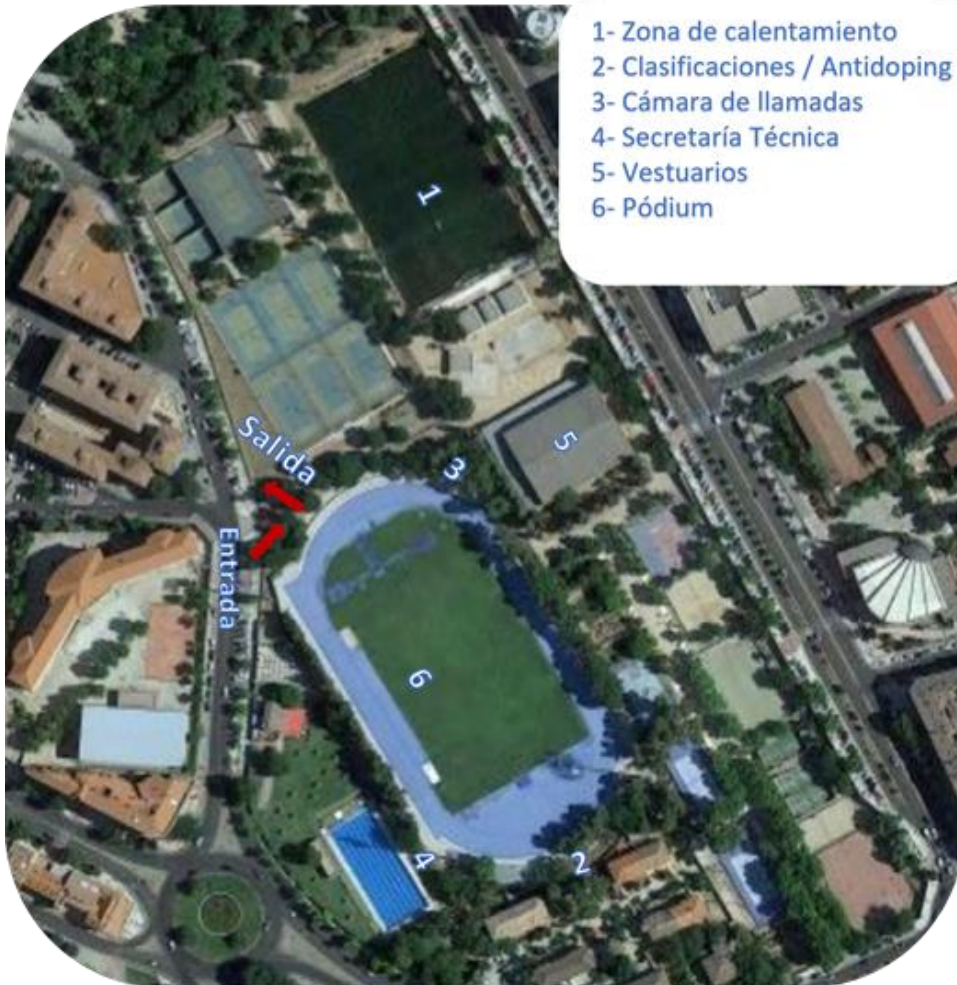 1- Zona de calentamiento
2- Clasificaciones / Antidoping
3- Cámara de llamadas
4- Secretaría Técnica
5- Vestuarios
6- Pódium
1
5
3
Salida
Entrada
6
4
2